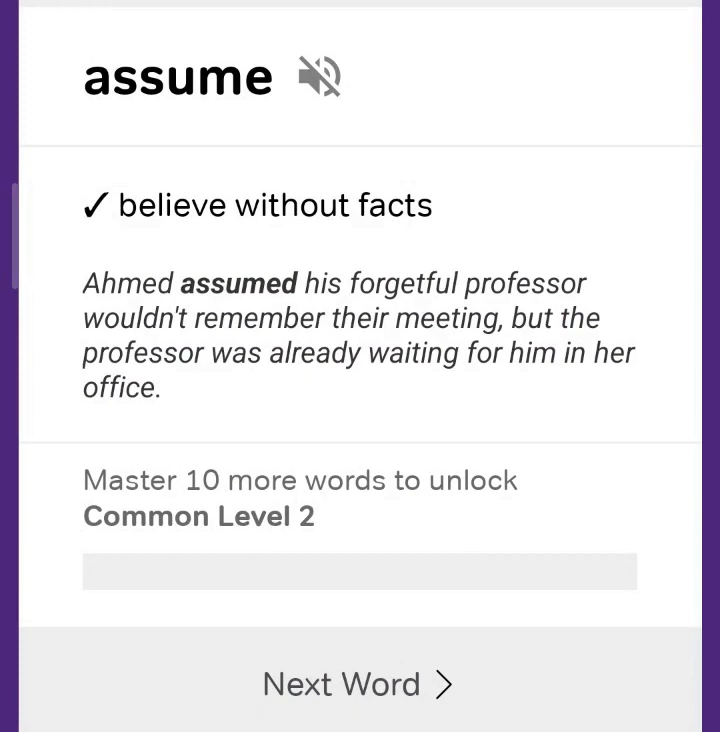 assume
✓ believe without facts
Ahmed assumed his forgetful professor
wouldn't remember their meeting, but the
professor was already waiting for him in her
office.
Master 10 more words to unlock
Common Level 2
Next Word >